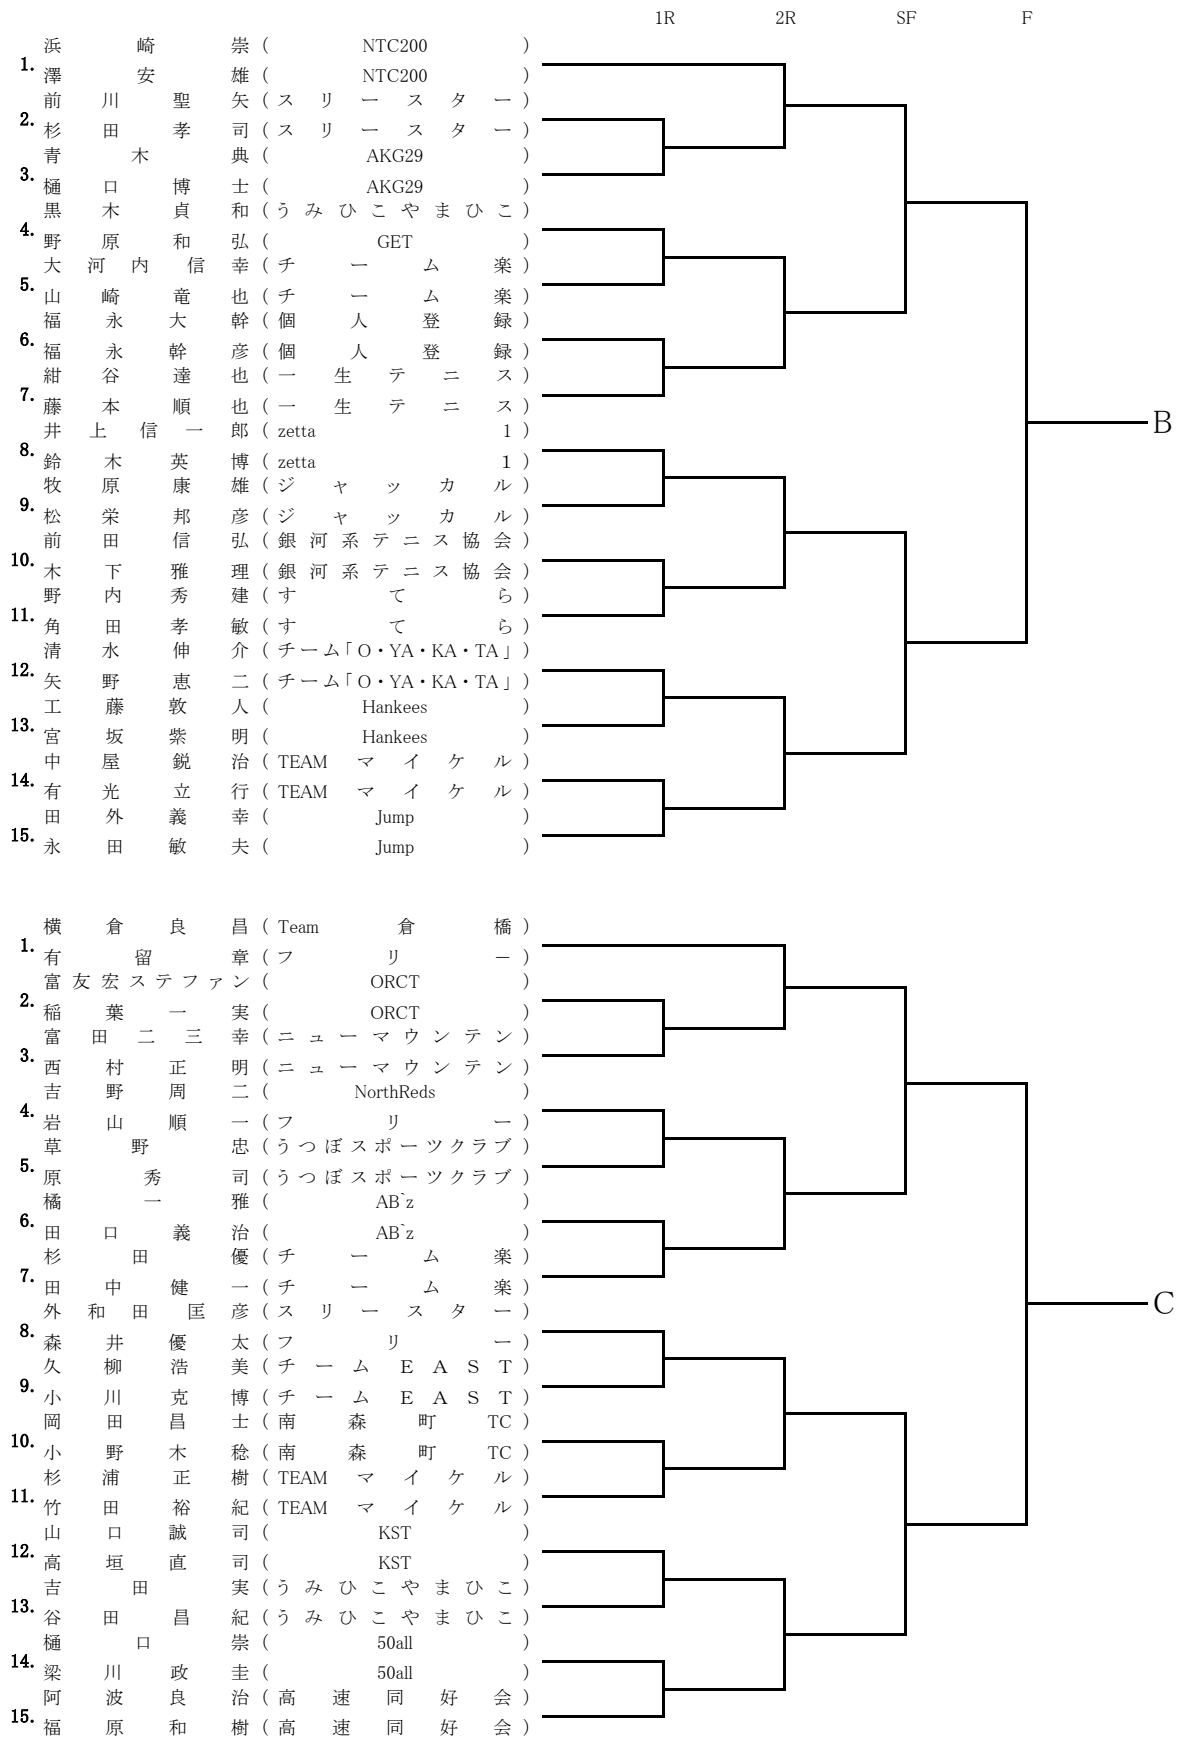 1R 2R SF F
浜崎崇 ( NTC200 )
1.
澤安雄 ( NTC200 )
前川聖矢 ( スリースター )
2.
杉田孝司 ( スリースター )
青木典 ( AKG29 )
3.
樋口博士 ( AKG29 )
黒木貞和 ( うみひこやまひこ )
4.
野原和弘 ( GET )
大河内信幸 ( チーム楽 )
5.
山崎竜也 ( チーム楽 )
福永大幹 ( 個人登録 )
6.
福永幹彦 ( 個人登録 )
紺谷達也 ( 一生テニス )
7.
藤本順也 ( 一生テニス )
B
井上信一郎 ( zetta 1 )
8.
鈴木英博 ( zetta 1 )
牧原康雄 ( ジャッカル )
9.
松栄邦彦 ( ジャッカル )
前田信弘 ( 銀河系テニス協会 )
10.
木下雅理 ( 銀河系テニス協会 )
野内秀建 ( すてら )
11.
角田孝敏 ( すてら )
清水伸介 ( チーム「O・YA・KA・TA」 )
12.
矢野恵二 ( チーム「O・YA・KA・TA」 )
工藤敦人 ( Hankees )
13.
宮坂紫明 ( Hankees )
中屋鋭治 ( TEAM マイケル )
14.
有光立行 ( TEAM マイケル )
田外義幸 ( Jump )
15.
永田敏夫 ( Jump )
横倉良昌 ( Team 倉橋 )
1.
有留章 ( フリー )
富友宏ステファン ( ORCT )
2.
稲葉一実 ( ORCT )
富田二三幸 ( ニューマウンテン )
3.
西村正明 ( ニューマウンテン )
吉野周二 ( NorthReds )
4.
岩山順一 ( フリー )
草野忠 ( うつぼスポーツクラブ )
5.
原秀司 ( うつぼスポーツクラブ )
橘一雅 ( AB`z )
6.
田口義治 ( AB`z )
杉田優 ( チーム楽 )
7.
田中健一 ( チーム楽 )
C
外和田匡彦 ( スリースター )
8.
森井優太 ( フリー )
久柳浩美 ( チームEAST )
9.
小川克博 ( チームEAST )
岡田昌士 ( 南森町TC )
10.
小野木稔 ( 南森町TC )
杉浦正樹 ( TEAM マイケル )
11.
竹田裕紀 ( TEAM マイケル )
山口誠司 ( KST )
12.
高垣直司 ( KST )
吉田実 ( うみひこやまひこ )
13.
谷田昌紀 ( うみひこやまひこ )
樋口崇 ( 50all )
14.
梁川政圭 ( 50all )
阿波良治 ( 高速同好会 )
15.
福原和樹 ( 高速同好会 )